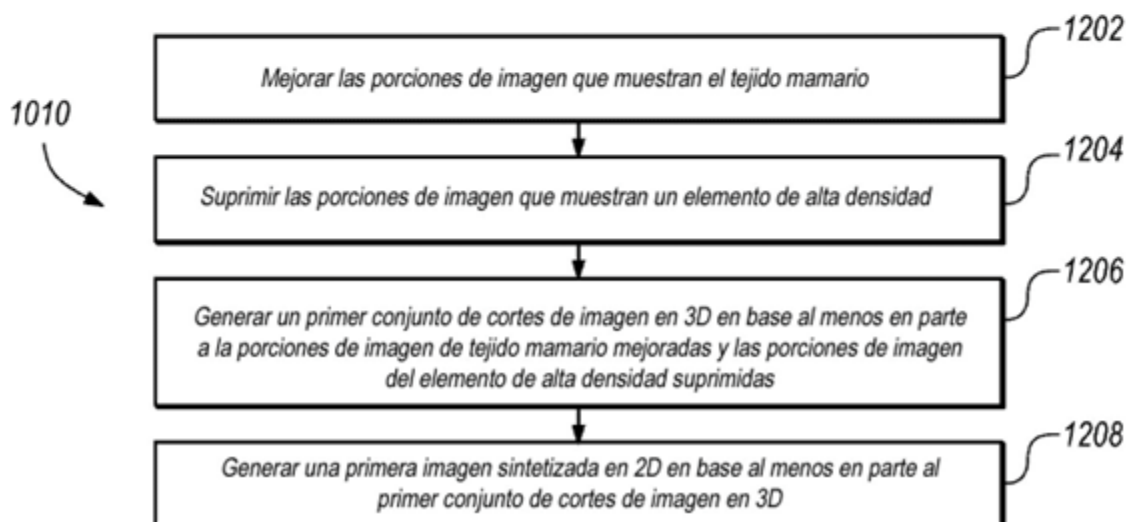 1202
Mejorar las porciones de imagen que muestran el tejido mamario
1010
1204
Suprimir las porciones de imagen que muestran un elemento de alta densidad
1206
Generar un primer conjunto de cortes de imagen en 3D en base al menos en parte
a la porciones de imagen de tejido mamario mejoradas y las porciones de imagen
del elemento de alta densidad suprimidas
1208
Generar una primera imagen sintetizada en 2D en base al menos en parte al
primer conjunto de cortes de imagen en 3D